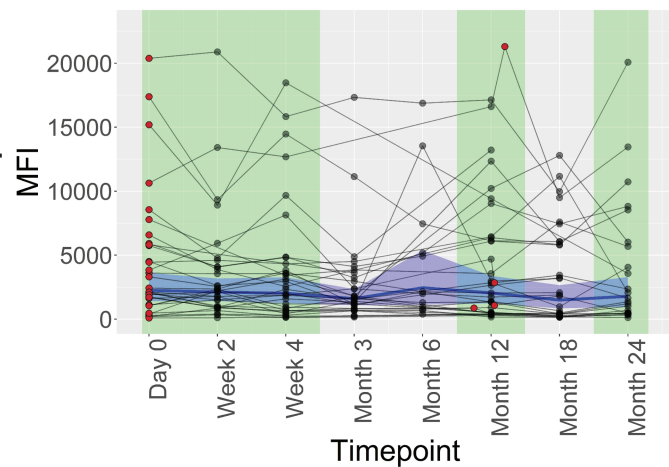 MFI
20000
15000
10000
5000
0
Day 0
Week 2
Week 4
Month 3
Month 6
Month 12
Month 18
Month 24
Timepoint